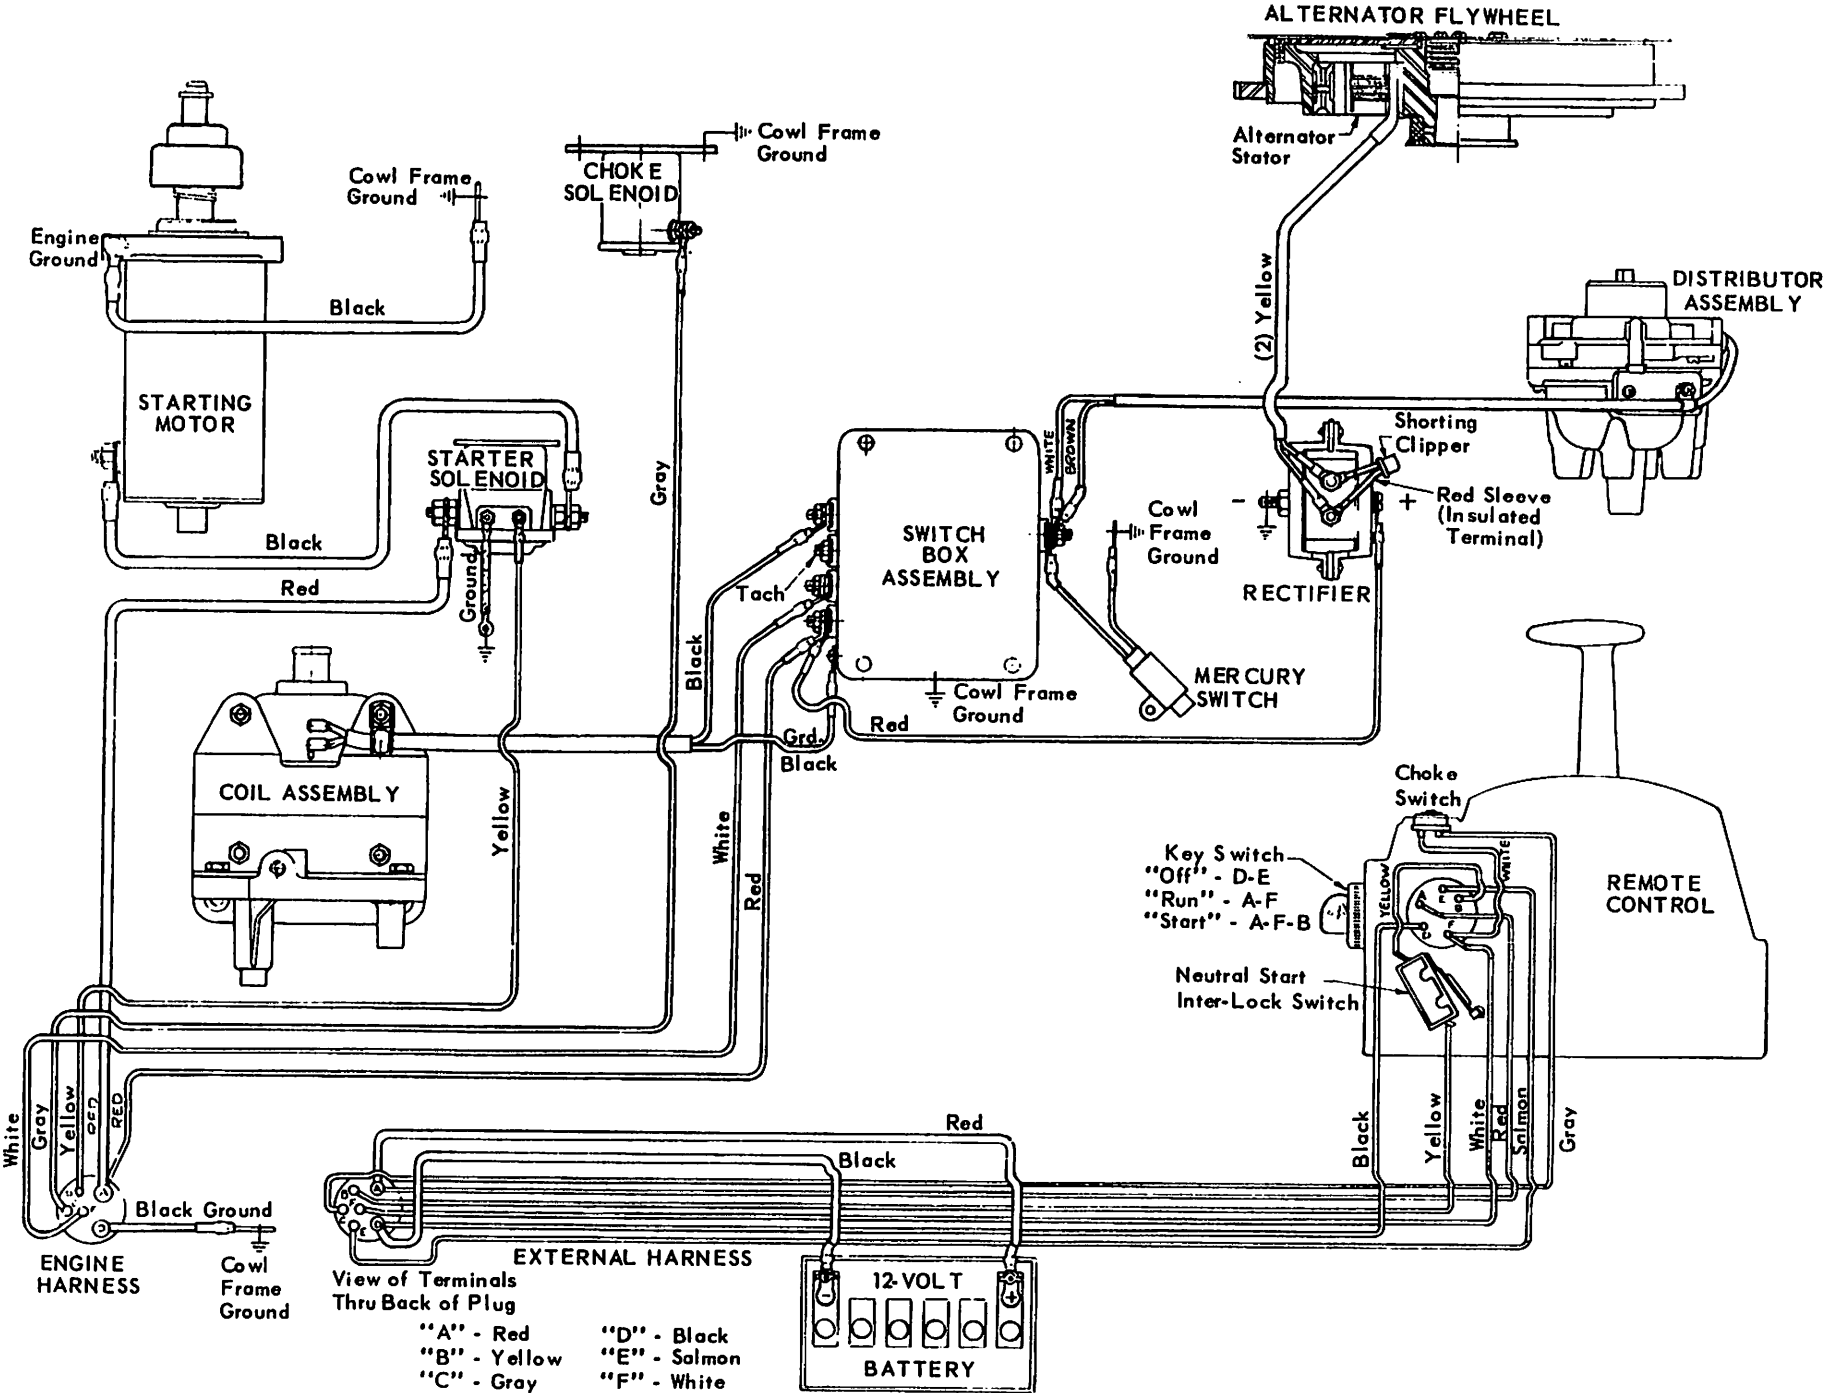 ALTERNATOR FLYWHEEL
Alternator
Stator
Cowl Frame
Ground
CHOKE
SOLENOID
Cowl Frame
Ground
Engine
Ground
Black
STARTING
MOTOR
(2) Yellow
DISTRIBUTOR
ASSEMBLY
STARTER
SOLENOID
Gray
Black
Red
Ground
WHITE
BROWN
Shorting
Clipper
-
+
Red Sleeve
(Insulated
Terminal)
RECTIFIER
Cowl
Frame
Ground
SWITCH
BOX
ASSEMBLY
Tach
Black
MERCURY
SWITCH
Cowl Frame
Ground
Red
Grd.
Black
COIL ASSEMBLY
Yellow
White
Red
Choke
Switch
Key Switch
"Off" - D-E
"Run" - A-F
"Start" - A-F-B
YELLOW
WHITE
A
E
B
D
F
REMOTE
CONTROL
Neutral Start
Inter-Lock Switch
White
Gray
Yellow
RED
RED
Black
Yellow
White
Red
Salmon
Gray
Red
Black
A
Black Ground
ENGINE
HARNESS
Cowl
Frame
Ground
A
B
F
C
D
E
EXTERNAL HARNESS
View of Terminals
Thru Back of Plug
"A" - Red
"B" - Yellow
"C" - Gray
"D" - Black
"E" - Salmon
"F" - White
12-VOLT
-
+
BATTERY